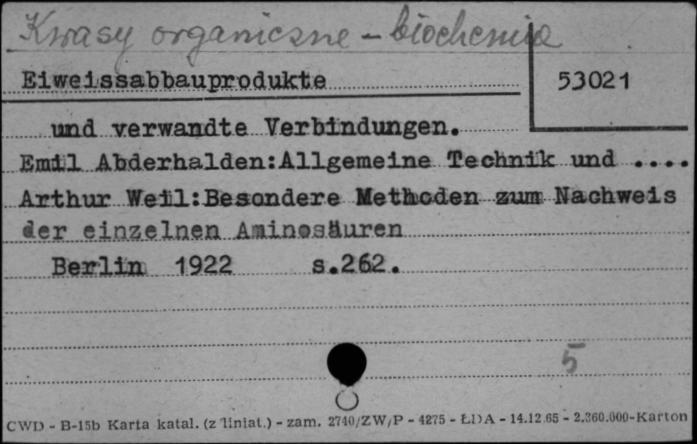 Kwasy organiczne - biochemia
Eiweissabbauprodukte
53021
und verwandte Verbindungen.
Emil Abderhalden:Allgemeine Technik und ....
Arthur Weil:Besondere Methoden zum Nachweis
der einzelnen Aminosäuren
Berlin 1922 s.262.
5
CWD - B-15b Karta katal. (z liniat.) - zam. 2740/ZW/P - 4275 - ŁDA - 14.12.65 - 2.360.000-Karton